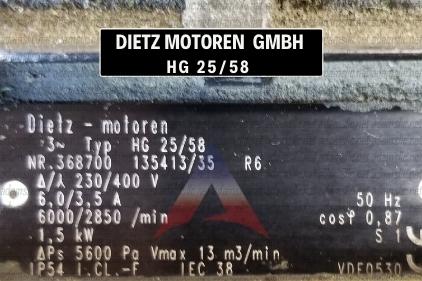 DIETZ MOTOREN GMBH
HG 25/58
Dietz - motoren
3~ Typ HG 25/58
NR.368700 135413/35 R6
Δ/⅄ 230/400 V
6,0/3,5 A 50 Hz
6000/2850 /min cosφ 0,87
1,5 kW S 1
ΔPs 5600 Pa Vmax 13 m3/min
IP54 I.CL.-F IEC 38 VDE0530